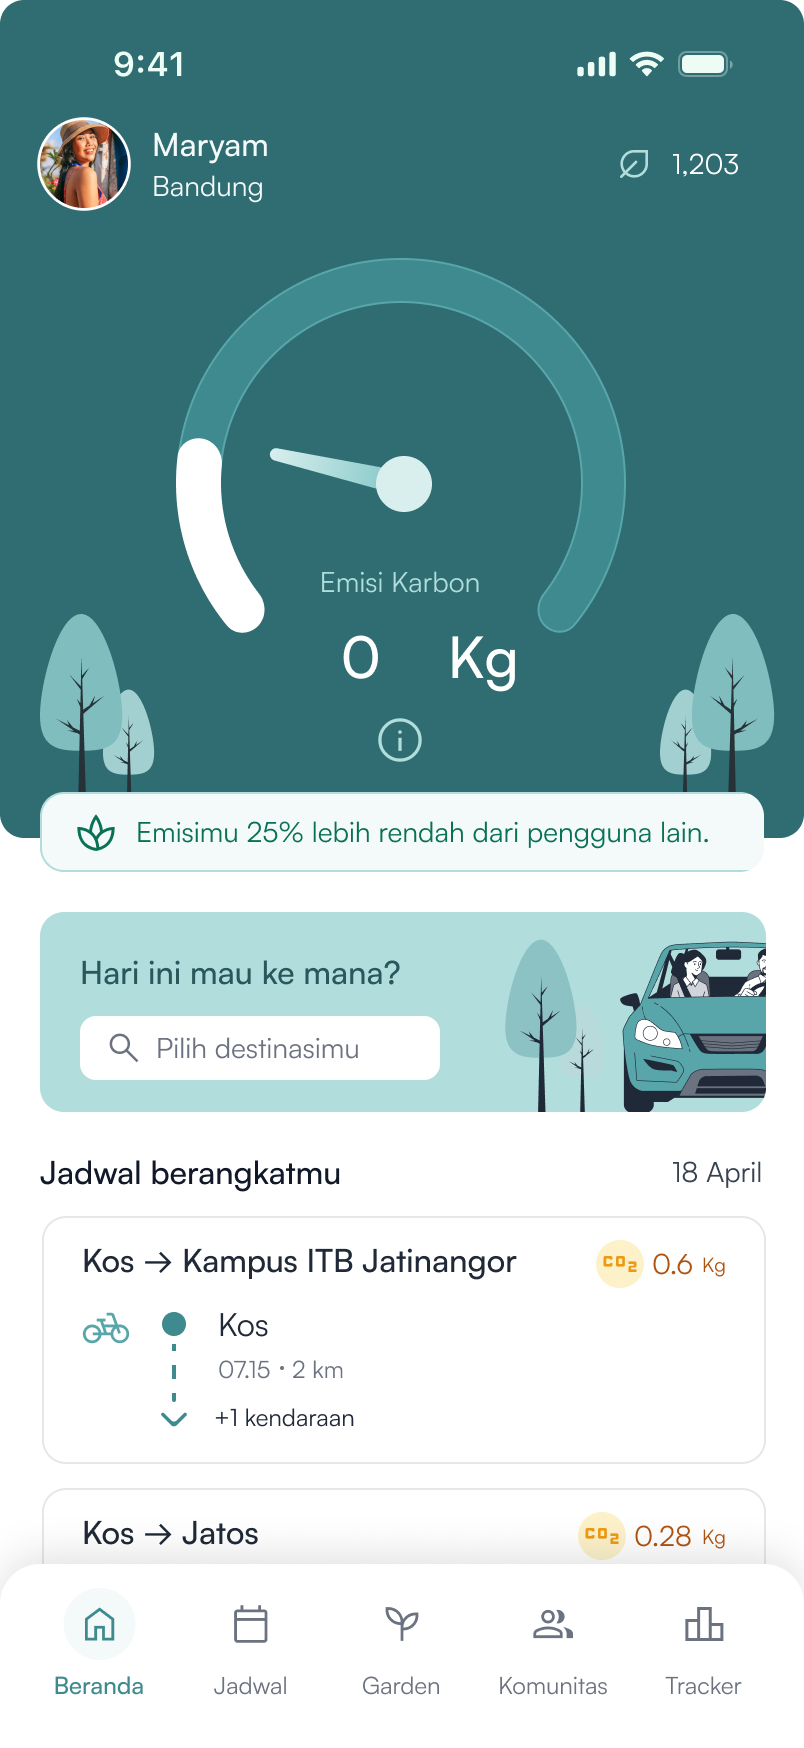 9:41
Maryam
Bandung
1,203
Emisi Karbon
0 Kg
Emisimu 25% lebih rendah dari pengguna lain.
Hari ini mau ke mana?
Pilih destinasimu
Jadwal berangkatmu
18 April
Kos → Kampus ITB Jatinangor
CO2 0.6 Kg
Kos
07.15 • 2 km
+1 kendaraan
Kos → Jatos
CO2 0.28 Kg
Beranda
Jadwal
Garden
Komunitas
Tracker